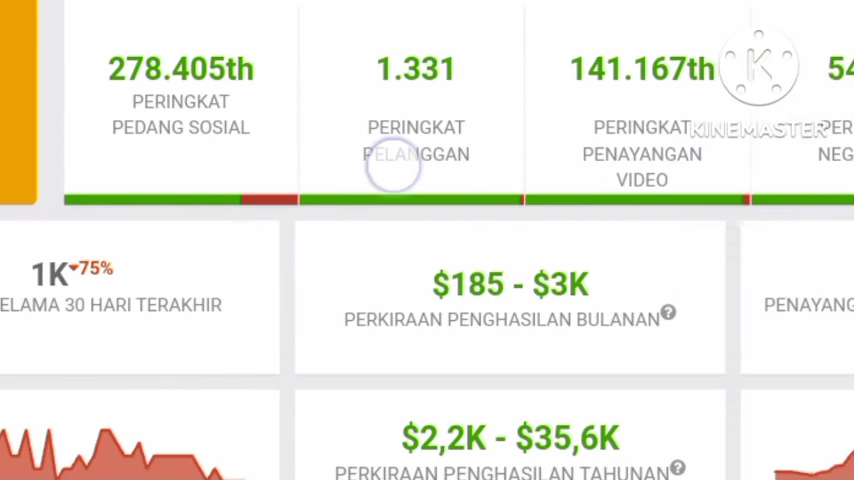 278.405th
PERINGKAT
PEDANG SOSIAL
1.331
PERINGKAT
PELANGGAN
141.167th
PERINGKAT
PENAYANGAN
VIDEO
KINEMASTER
1K 75%
ELAMA 30 HARI TERAKHIR
$185 - $3K
PERKIRAAN PENGHASILAN BULANAN ?
PENAYANG
$2,2K - $35,6K
PERKIRAAN PENGHASILAN TAHUNAN ?